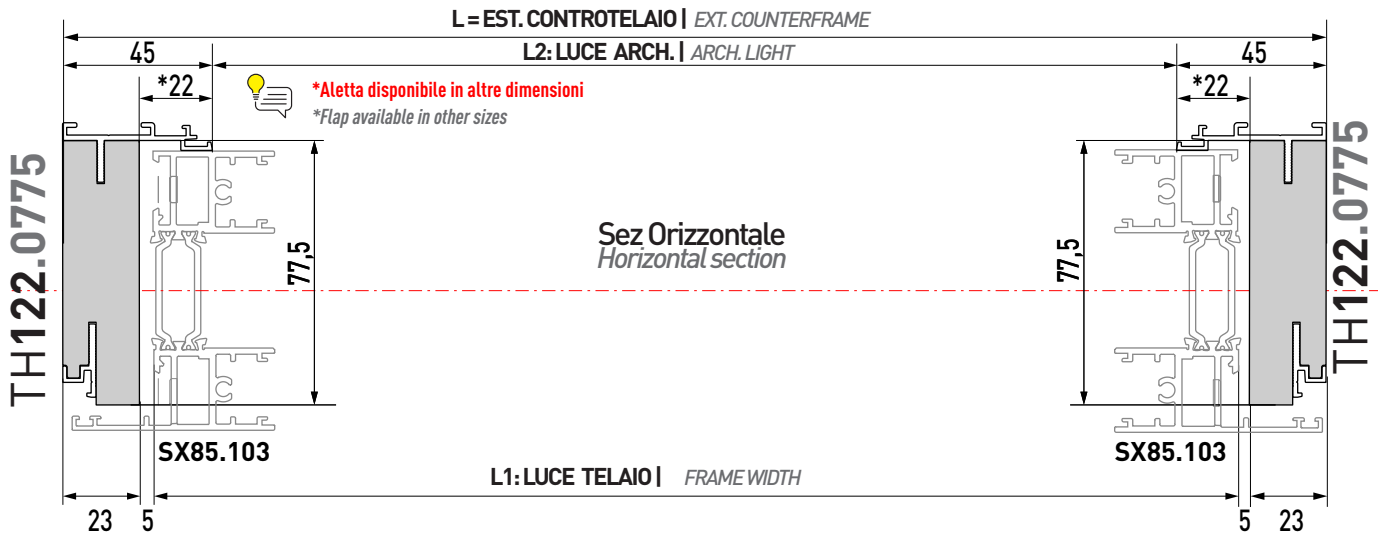 L = EST. CONTROTELAIO | EXT. COUNTERFRAME
45
L2: LUCE ARCH. | ARCH. LIGHT
45
*22
*Aletta disponibile in altre dimensioni
*Flap available in other sizes
*22
TH122.0775
77,5
Sez Orizzontale
Horizontal section
77,5
TH122.0775
SX85.103
SX85.103
L1: LUCE TELAIO | FRAME WIDTH
23
5
5
23